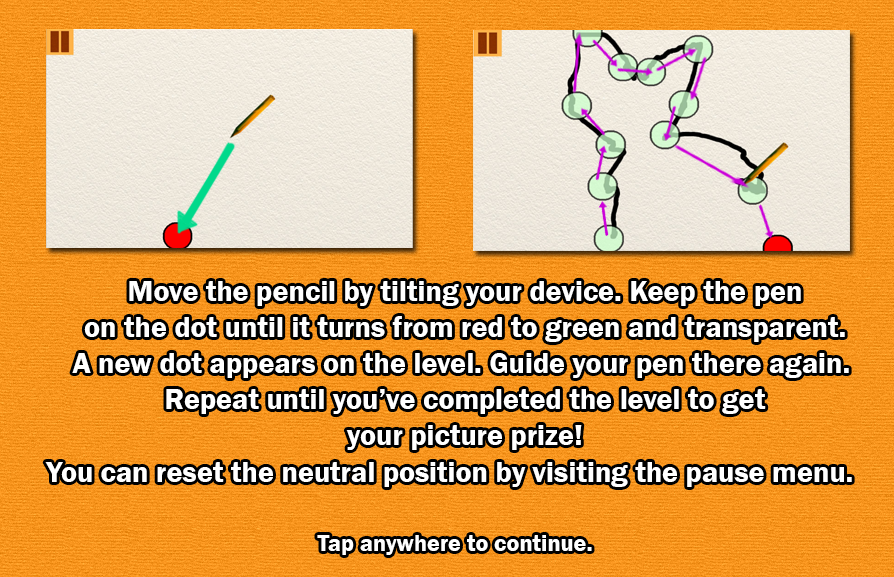 Move the pencil by tilting your device. Keep the pen
on the dot until it turns from red to green and transparent.
A new dot appears on the level. Guide your pen there again.
Repeat until you’ve completed the level to get
your picture prize!
You can reset the neutral position by visiting the pause menu.
Tap anywhere to continue.